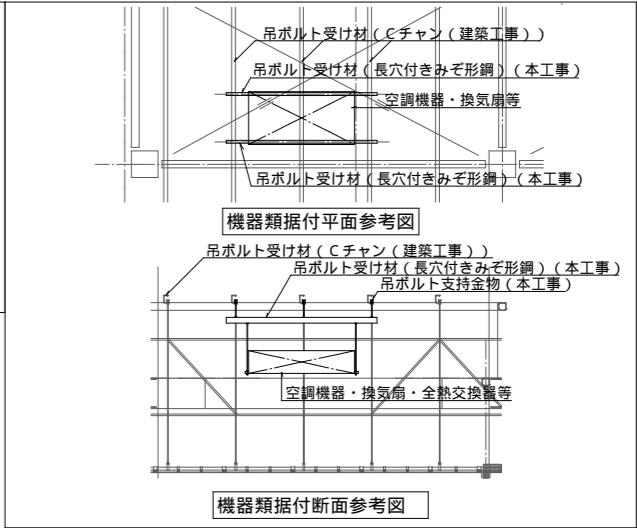 吊ボルト受け材（Ｃチャン（建築工事））
吊ボルト受け材（長穴付きみぞ形鋼）（本工事）
空調機器・換気扇等
吊ボルト受け材（長穴付きみぞ形鋼）（本工事）
機器類据付平面参考図
吊ボルト受け材（Ｃチャン（建築工事））
吊ボルト受け材（長穴付きみぞ形鋼）（本工事）
吊ボルト支持金物（本工事）
空調機器・換気扇・全熱交換器等
機器類据付断面参考図